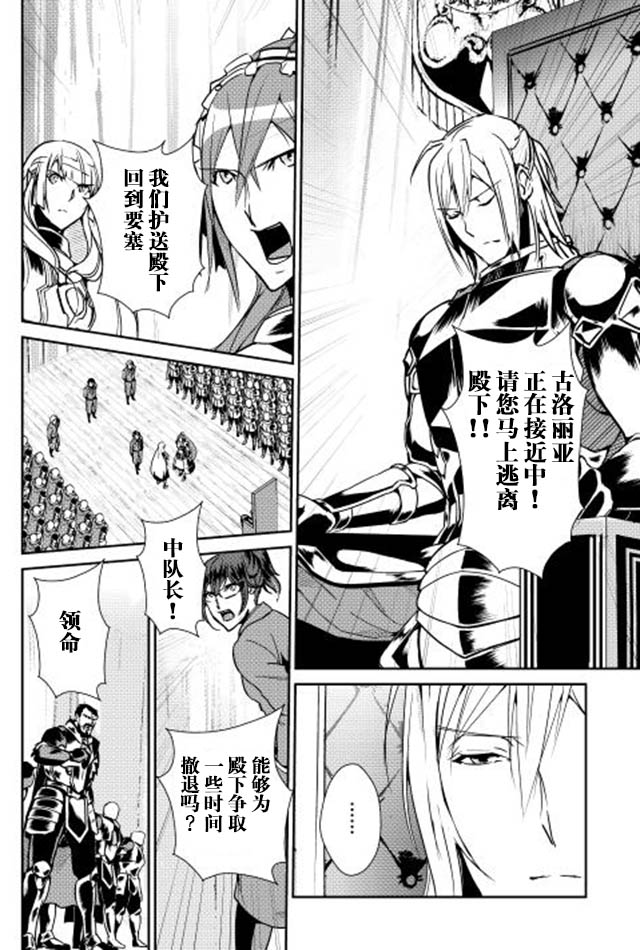 古洛丽亚
正在接近中！
请您马上逃离
殿下！！
……
我们护送殿下
回到要塞
中队长！
能够为
殿下争取
一些时间
撤退吗？
领命